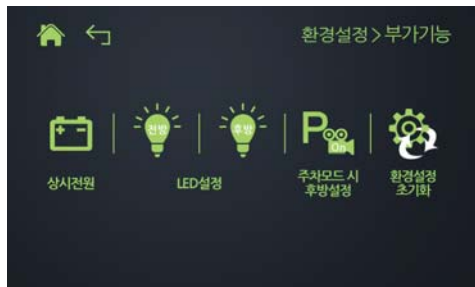 환경설정>부가기능
전방
후방
P
On
상시전원
LED설정
주차모드 시
후방설정
환경설정
초기화